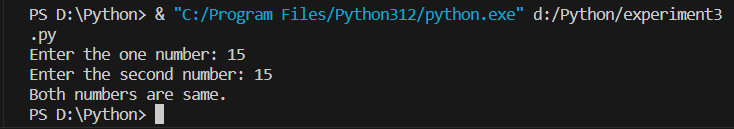 PS D:\Python> & "C:/Program Files/Python312/python.exe" d:/Python/experiment3
.py
Enter the one number: 15
Enter the second number: 15
Both numbers are same.
PS D:\Python>